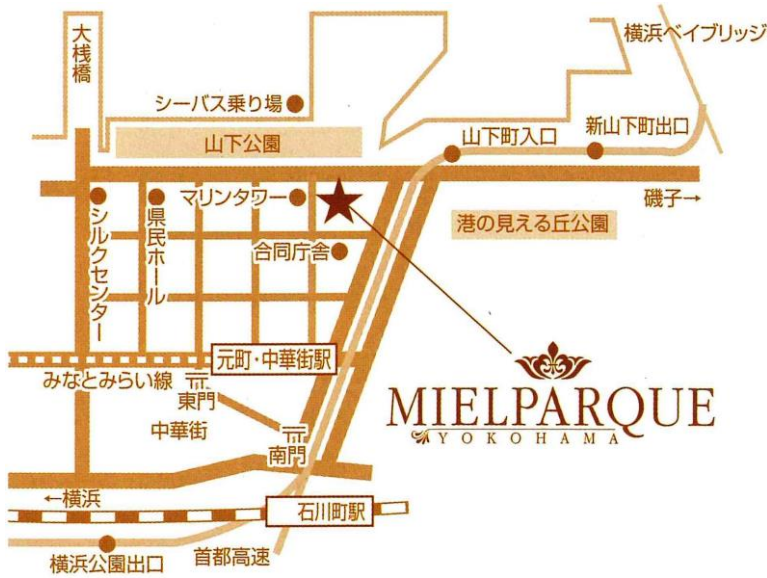 大桟橋
横浜ベイブリッジ
シーバス乗り場
山下公園
山下町入口
新山下町出口
マリンタワー
磯子→
シルクセンター
県民ホール
港の見える丘公園
合同庁舎
元町・中華街駅
みなとみらい線
東門
中華街
南門
MIELPARQUE
YOKOHAMA
←横浜
石川町駅
横浜公園出口
首都高速